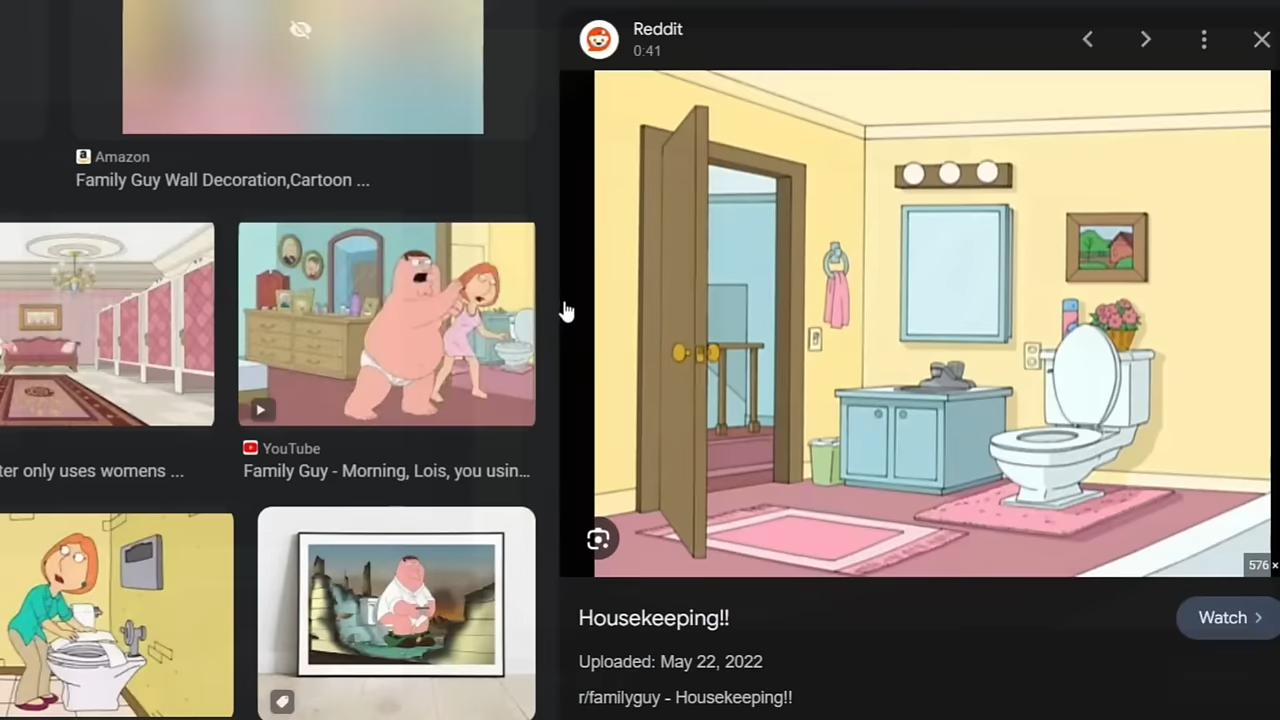 Amazon
Family Guy Wall Decoration,Cartoon ...
ter only uses womens ...
YouTube
Family Guy - Morning, Lois, you usin...
Reddit
0:41
576 ×
Housekeeping!!
Watch
Uploaded: May 22, 2022
r/familyguy - Housekeeping!!